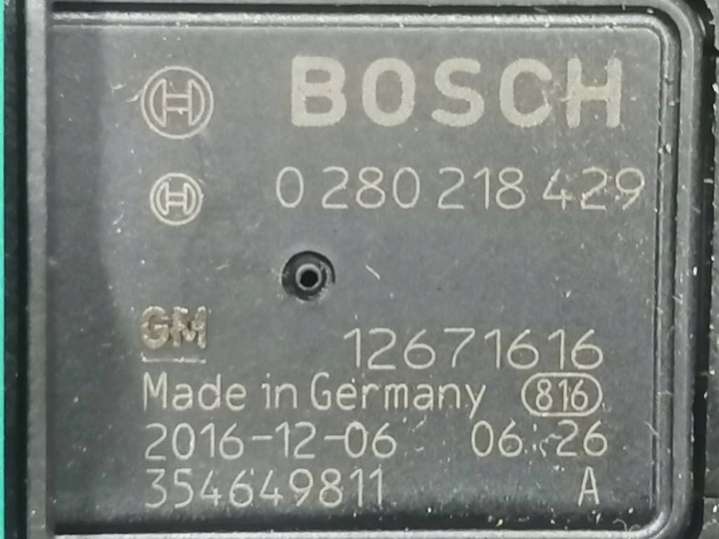 BOSCH
0 280 218 429
GM
12671616
Made in Germany 816
2016-12-06 06:26
354649811 A